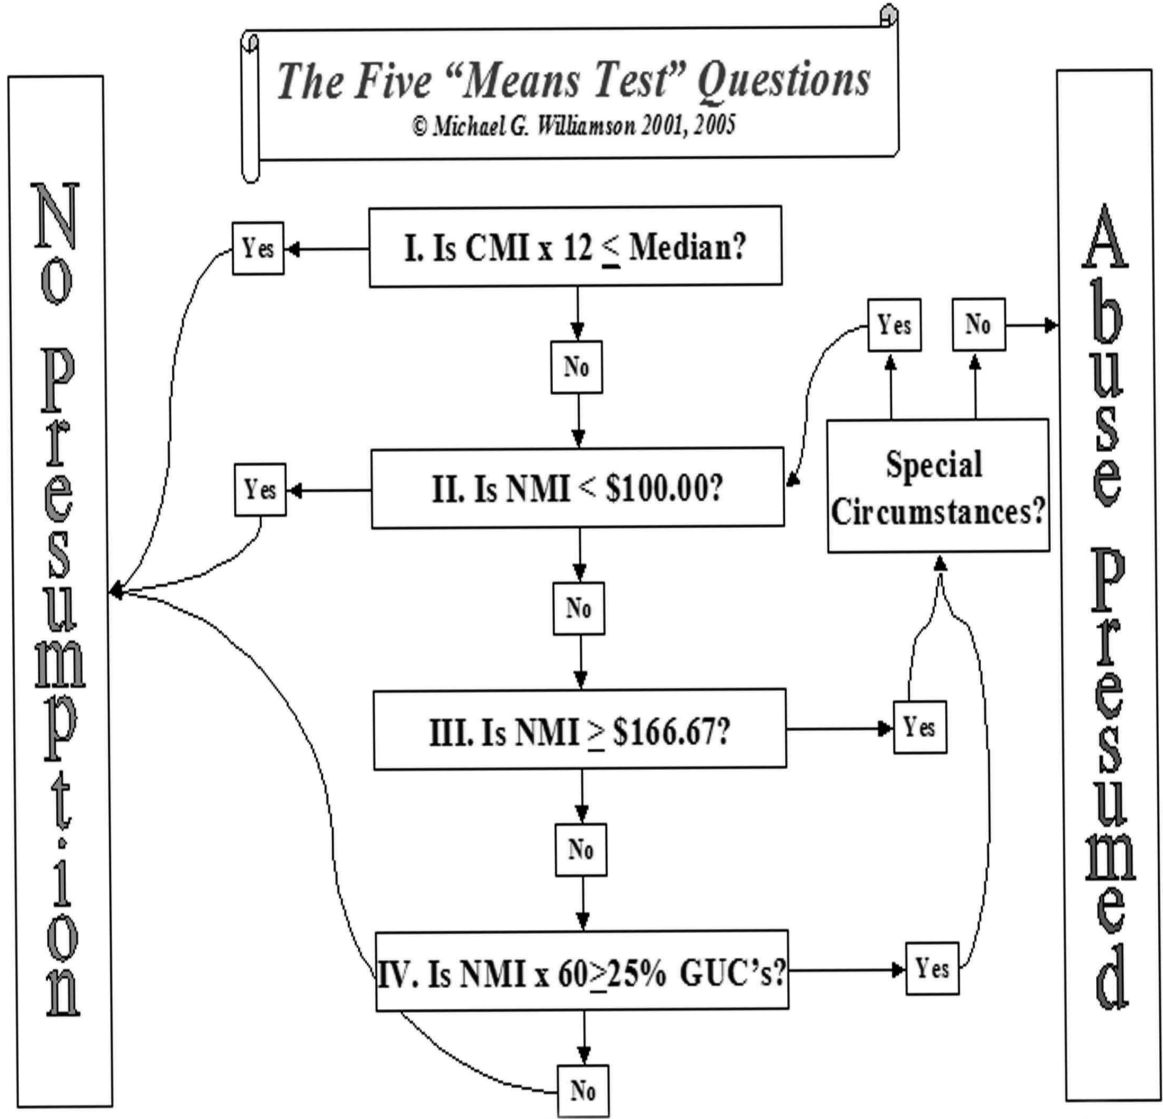 The Five “Means Test” Questions
© Michael G. Williamson 2001, 2005
No Presumption
Abuse Presumed
I. Is CMI x 12 ≤ Median?
Yes
No
Yes
No
II. Is NMI < $100.00?
Yes
Special
Circumstances?
No
III. Is NMI ≥ $166.67?
Yes
No
IV. Is NMI x 60≥25% GUC’s?
Yes
No